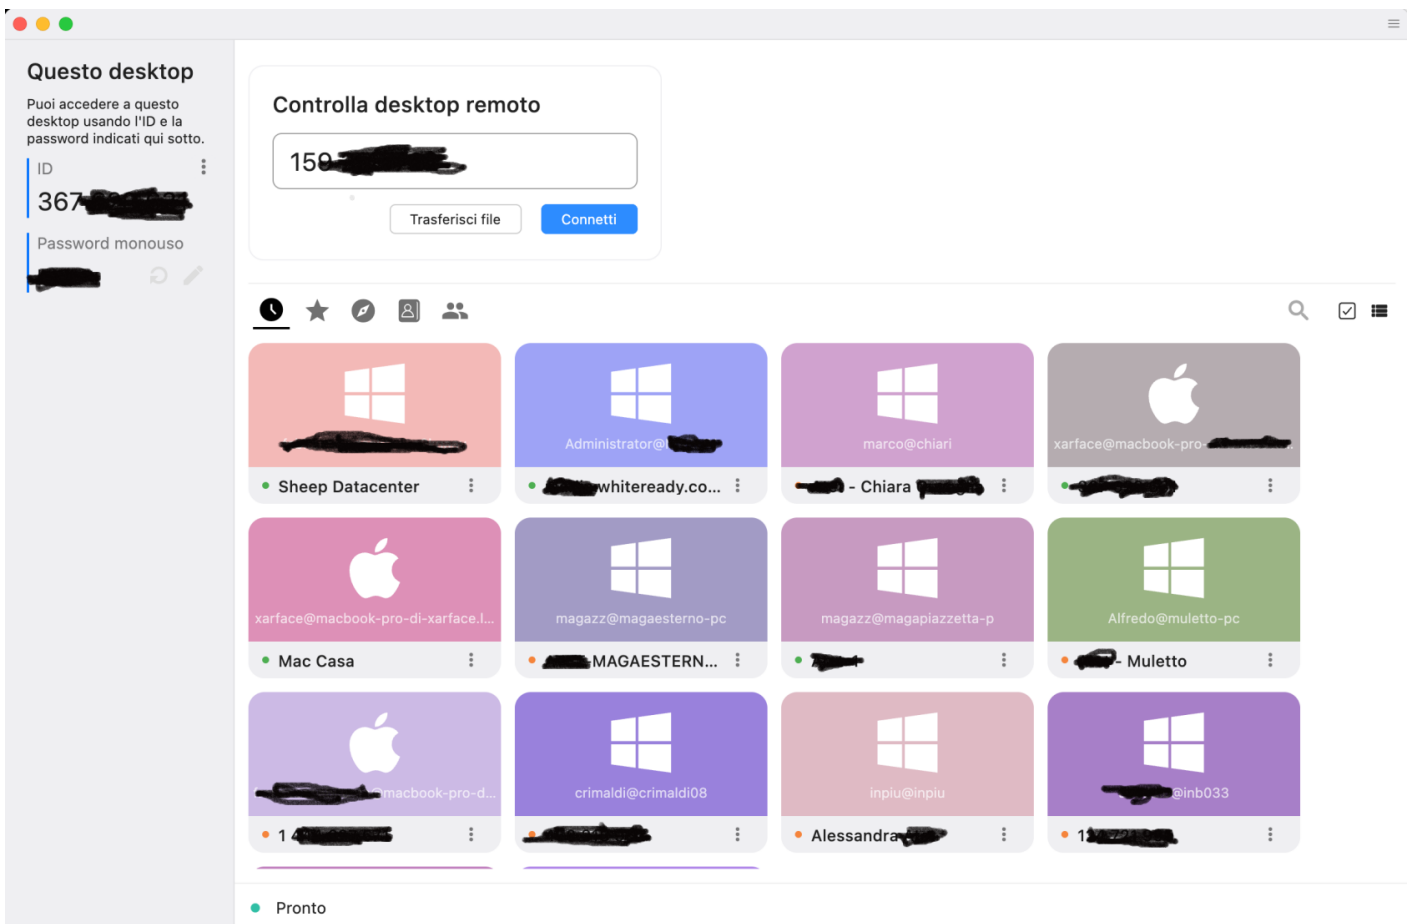 Questo desktop
Puoi accedere a questo
desktop usando l'ID e la
password indicati qui sotto.
ID
367
Password monouso
Controlla desktop remoto
159
Trasferisci file
Connetti
Administrator@
marco@chiari
xarface@macbook-pro-
Sheep Datacenter
whiteready.co...
- Chiara
xarface@macbook-pro-di-xarface.l...
magazz@magaesterno-pc
magazz@magapiazzetta-p
Alfredo@muletto-pc
Mac Casa
MAGAESTERN...
- Muletto
@macbook-pro-d...
crimaldi@crimaldi08
inpiu@inpiu
@inb033
1 4
Alessandra
Pronto